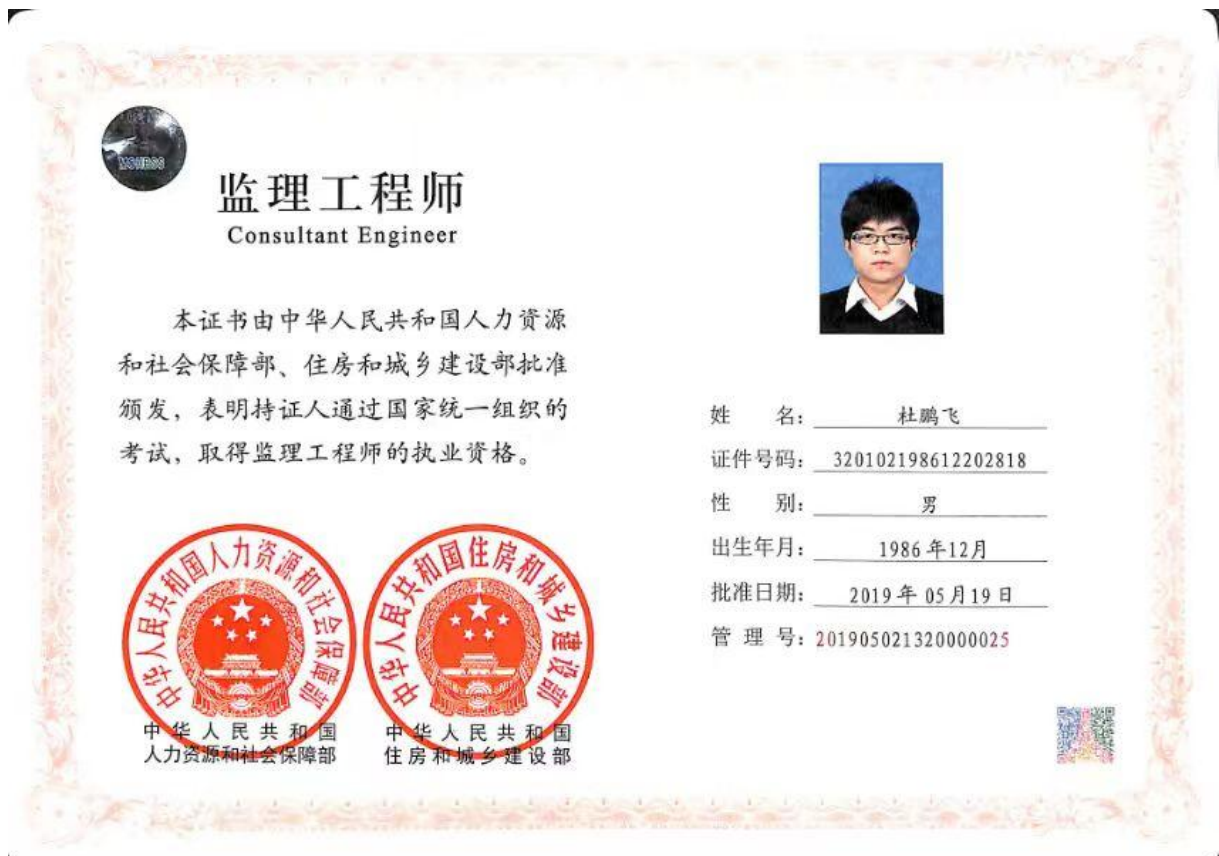 MSHRSS
监理工程师
Consultant Engineer
本证书由中华人民共和国人力资源
和社会保障部、住房和城乡建设部批准
颁发，表明持证人通过国家统一组织的
考试，取得监理工程师的执业资格。
中华人民共和国人力资源和社会保障部
中华人民共和国住房和城乡建设部
中华人民共和国
人力资源和社会保障部
中华人民共和国
住房和城乡建设部
姓名：杜鹏飞
证件号码：320102198612202818
性别：男
出生年月：1986年12月
批准日期：2019年05月19日
管理号：201905021320000025